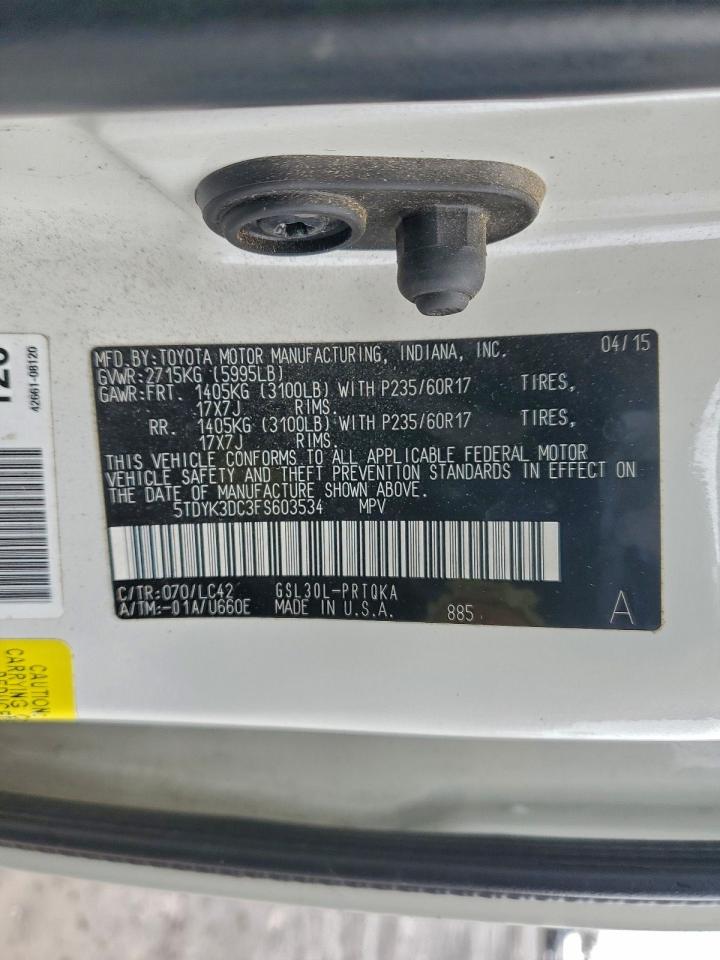 MFD.BY:TOYOTA MOTOR MANUFACTURING, INDIANA, INC. 04/15
GVWR:2715KG (5995LB)
GAWR:FRT. 1405KG (3100LB) WITH P235/60R17 TIRES,
17X7J RIMS.
RR. 1405KG (3100LB) WITH P235/60R17 TIRES,
17X7J RIMS.
THIS VEHICLE CONFORMS TO ALL APPLICABLE FEDERAL MOTOR
VEHICLE SAFETY AND THEFT PREVENTION STANDARDS IN EFFECT ON
THE DATE OF MANUFACTURE SHOWN ABOVE.
5TDYK3DC3FS603534 MPV
C/TR:070/LC42 GSL30L-PRTQKA
A/TM:-01A/U660E MADE IN U.S.A. 885 A
42661-08120
CAUTION:
CARRYING